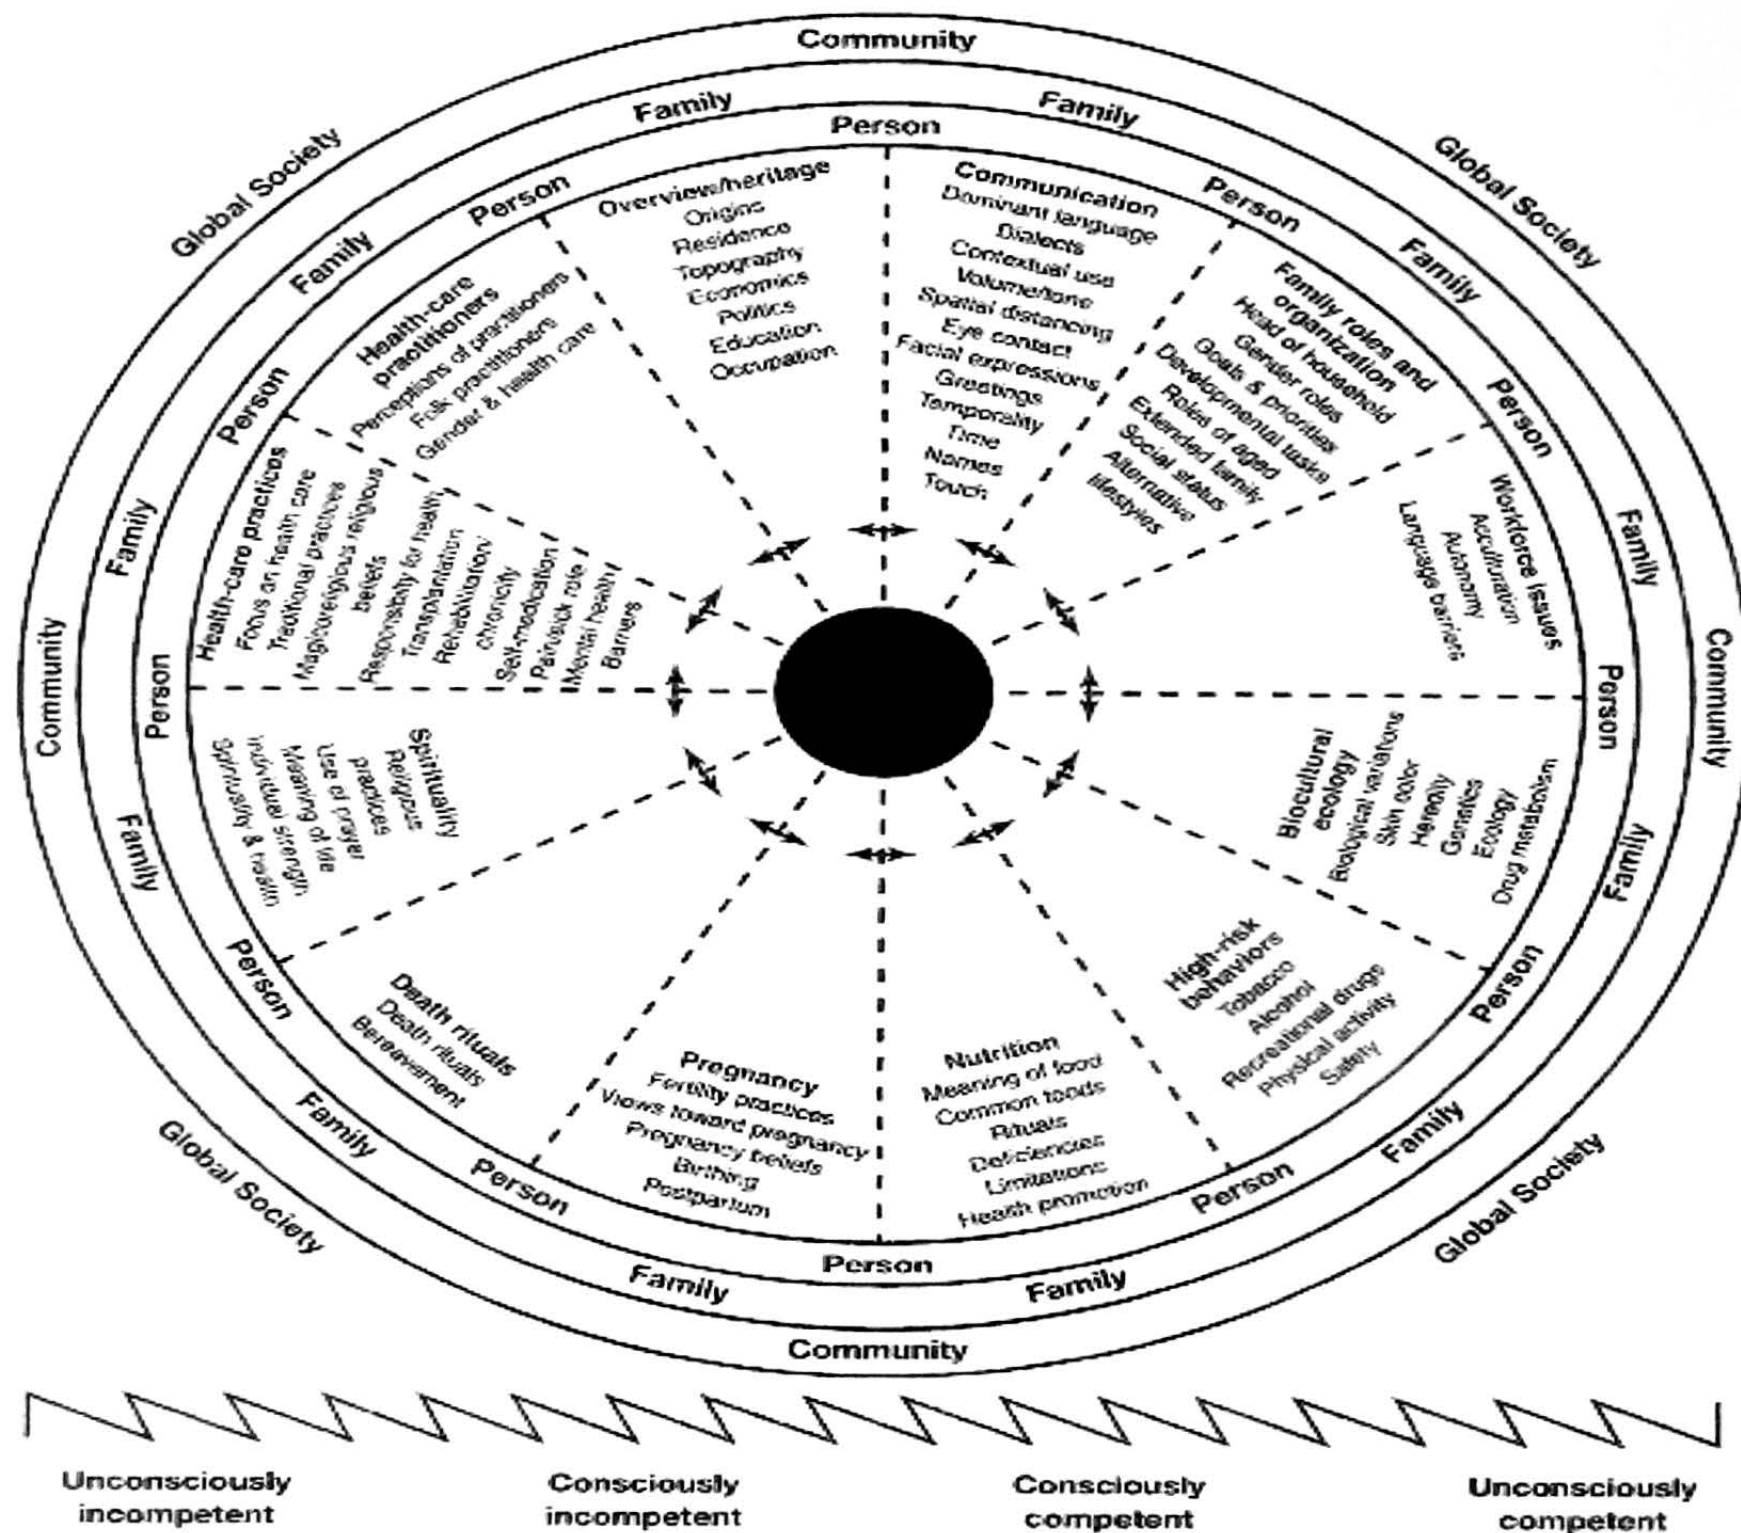 Community
Family
Family
Person
Global Society
Global Society
Person
Person
Family
Family
Person
Person
Family
Family
Community
Community
Person
Person
Family
Family
Person
Person
Family
Family
Person
Person
Global Society
Global Society
Person
Family
Family
Community
Overview/heritage
Origins
Residence
Topography
Economics
Politics
Education
Occupation
Communication
Dominant language
Dialects
Contextual use
Volume/tone
Spatial distancing
Eye contact
Facial expressions
Greetings
Temporality
Time
Names
Touch
Family roles and
organization
Head of household
Gender roles
Goals & priorities
Developmental tasks
Roles of aged
Extended family
Social status
Alternative
lifestyles
Workforce issues
Acculturation
Autonomy
Language barriers
Biocultural
ecology
Biological variations
Skin color
Heredity
Genetics
Ecology
Drug metabolism
High-risk
behaviors
Tobacco
Alcohol
Recreational drugs
Physical activity
Safety
Nutrition
Meaning of food
Common foods
Rituals
Deficiencies
Limitations
Health promotion
Pregnancy
Fertility practices
Views toward pregnancy
Pregnancy beliefs
Birthing
Postpartum
Death rituals
Death rituals
Bereavement
Spirituality
Religious
practices
Use of prayer
Meaning of life
Individual strength
Spirituality & health
Health-care practices
Focus on health care
Traditional practices
Magicoreligious religious
beliefs
Responsibility for health
Transplantation
Rehabilitation/
chronicity
Self-medication
Pain/sick role
Mental health
Barriers
Health-care
practitioners
Perceptions of practitioners
Folk practitioners
Gender & health care
Unconsciously
incompetent
Consciously
incompetent
Consciously
competent
Unconsciously
competent